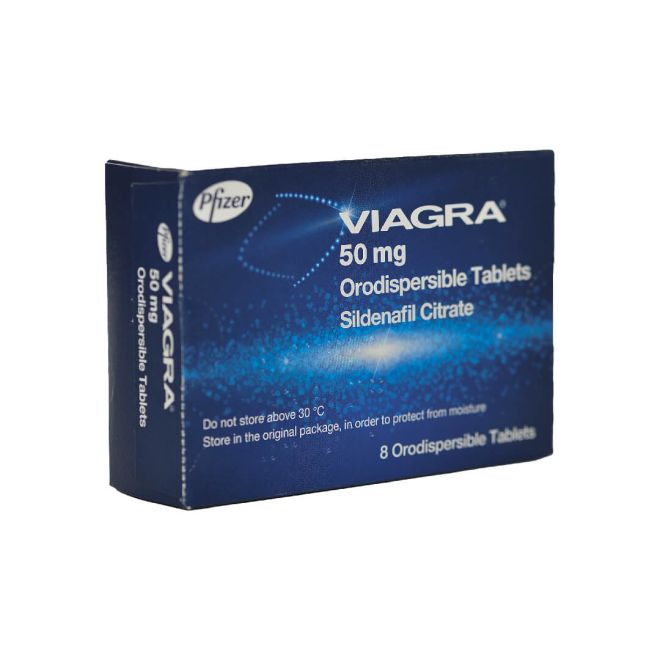 Pfizer
VIAGRA®
50 mg
Orodispersible Tablets
Sildenafil Citrate
Do not store above 30 °C
Store in the original package, in order to protect from moisture
8 Orodispersible Tablets
Pfizer
VIAGRA®
50 mg
Orodispersible Tablets